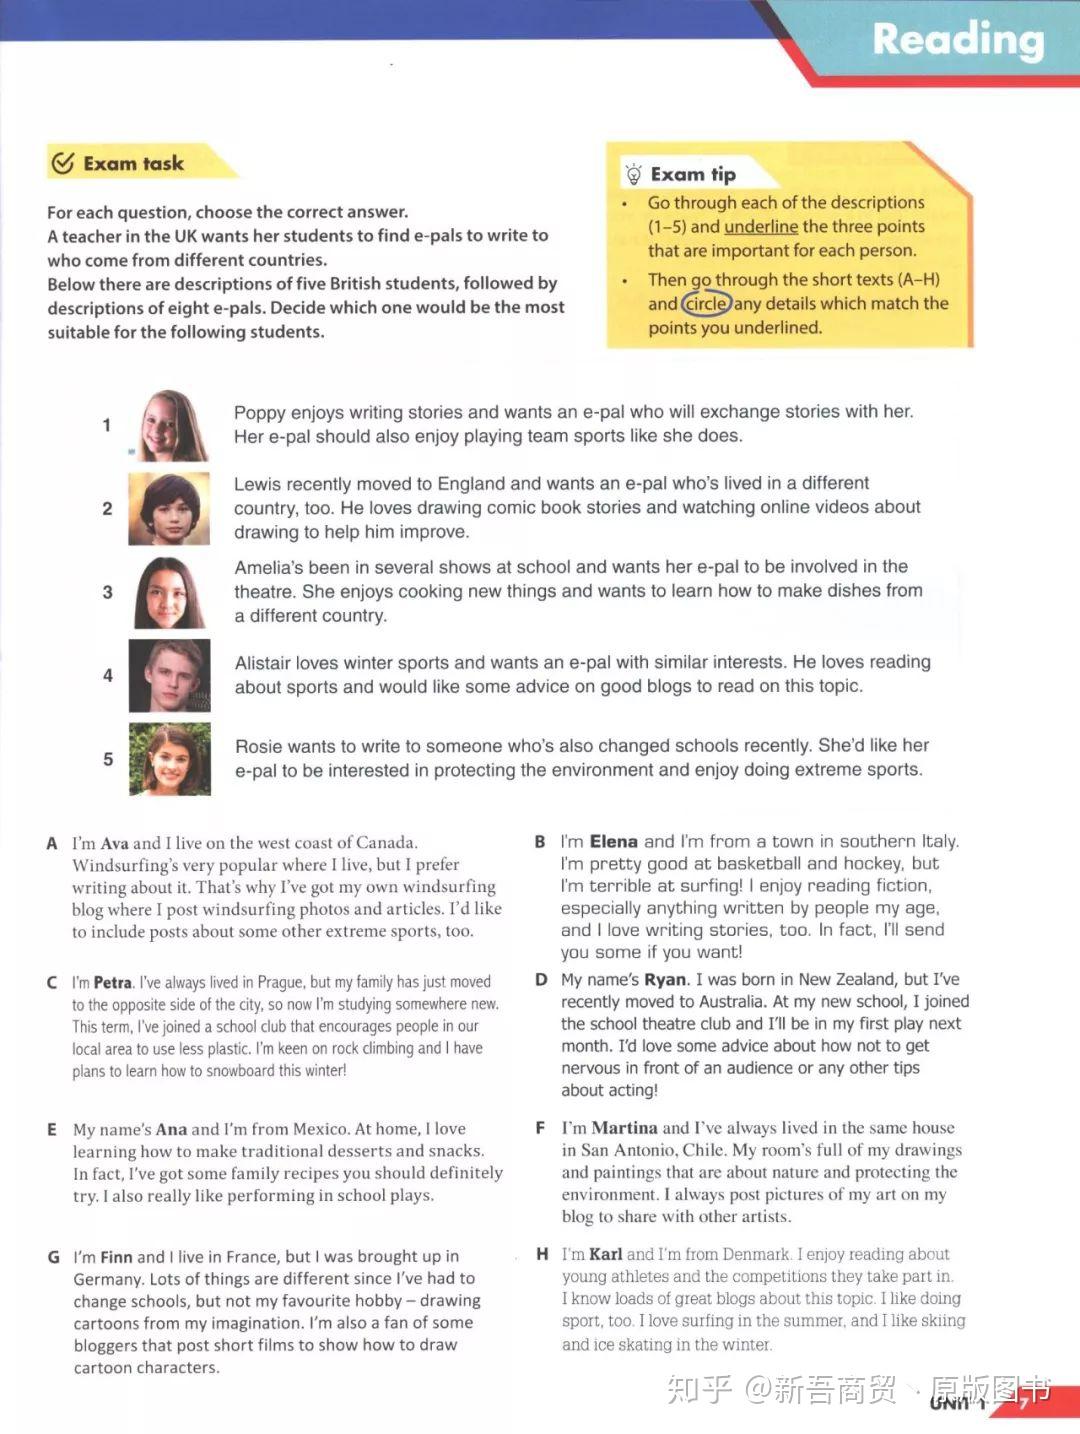 Reading
Exam task
For each question, choose the correct answer.
A teacher in the UK wants her students to find e-pals to write to
who come from different countries.
Below there are descriptions of five British students, followed by
descriptions of eight e-pals. Decide which one would be the most
suitable for the following students.
Exam tip
• Go through each of the descriptions
(1–5) and underline the three points
that are important for each person.
• Then go through the short texts (A–H)
and circle any details which match the
points you underlined.
1 Poppy enjoys writing stories and wants an e-pal who will exchange stories with her.
Her e-pal should also enjoy playing team sports like she does.
2 Lewis recently moved to England and wants an e-pal who's lived in a different
country, too. He loves drawing comic book stories and watching online videos about
drawing to help him improve.
3 Amelia's been in several shows at school and wants her e-pal to be involved in the
theatre. She enjoys cooking new things and wants to learn how to make dishes from
a different country.
4 Alistair loves winter sports and wants an e-pal with similar interests. He loves reading
about sports and would like some advice on good blogs to read on this topic.
5 Rosie wants to write to someone who's also changed schools recently. She'd like her
e-pal to be interested in protecting the environment and enjoy doing extreme sports.
A I'm Ava and I live on the west coast of Canada.
Windsurfing's very popular where I live, but I prefer
writing about it. That's why I've got my own windsurfing
blog where I post windsurfing photos and articles. I'd like
to include posts about some other extreme sports, too.
B I'm Elena and I'm from a town in southern Italy.
I'm pretty good at basketball and hockey, but
I'm terrible at surfing! I enjoy reading fiction,
especially anything written by people my age,
and I love writing stories, too. In fact, I'll send
you some if you want!
C I'm Petra. I've always lived in Prague, but my family has just moved
to the opposite side of the city, so now I'm studying somewhere new.
This term, I've joined a school club that encourages people in our
local area to use less plastic. I'm keen on rock climbing and I have
plans to learn how to snowboard this winter!
D My name's Ryan. I was born in New Zealand, but I've
recently moved to Australia. At my new school, I joined
the school theatre club and I'll be in my first play next
month. I'd love some advice about how not to get
nervous in front of an audience or any other tips
about acting!
E My name's Ana and I'm from Mexico. At home, I love
learning how to make traditional desserts and snacks.
In fact, I've got some family recipes you should definitely
try. I also really like performing in school plays.
F I'm Martina and I've always lived in the same house
in San Antonio, Chile. My room's full of my drawings
and paintings that are about nature and protecting the
environment. I always post pictures of my art on my
blog to share with other artists.
G I'm Finn and I live in France, but I was brought up in
Germany. Lots of things are different since I've had to
change schools, but not my favourite hobby – drawing
cartoons from my imagination. I'm also a fan of some
bloggers that post short films to show how to draw
cartoon characters.
H I'm Karl and I'm from Denmark. I enjoy reading about
young athletes and the competitions they take part in.
I know loads of great blogs about this topic. I like doing
sport, too. I love surfing in the summer, and I like skiing
and ice skating in the winter.
知乎 @新吾商贸丶原版图书
UNIT 1 7